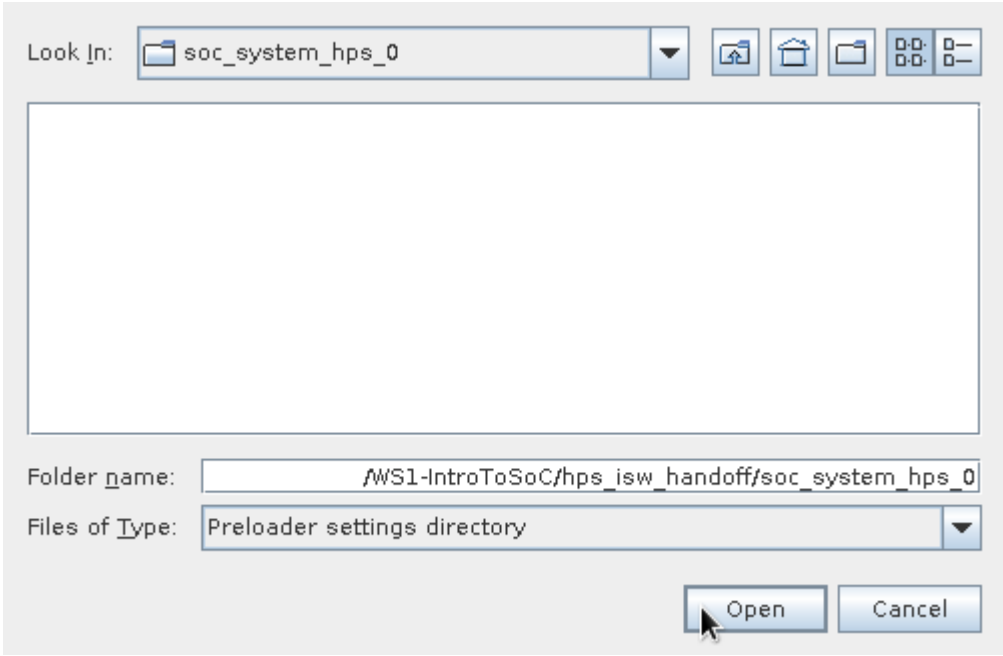 Look In: soc_system_hps_0
Folder name: /WS1-IntroToSoC/hps_isw_handoff/soc_system_hps_0
Files of Type: Preloader settings directory
Open Cancel